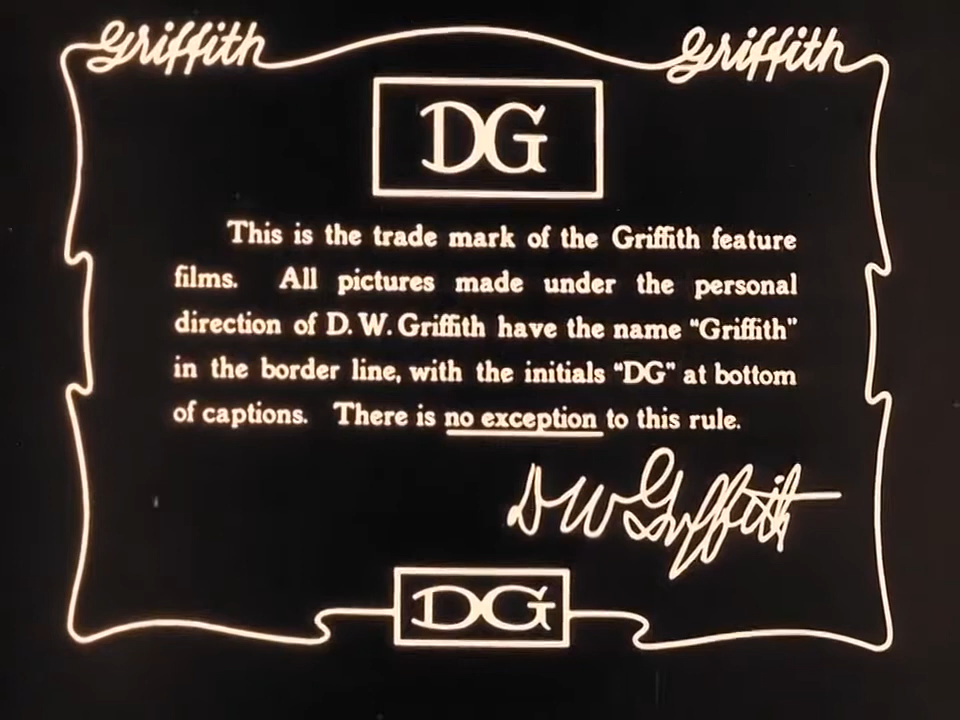 Griffith Griffith
DG
This is the trade mark of the Griffith feature
films. All pictures made under the personal
direction of D. W. Griffith have the name "Griffith"
in the border line, with the initials "DG" at bottom
of captions. There is no exception to this rule.
D W Griffith
DG